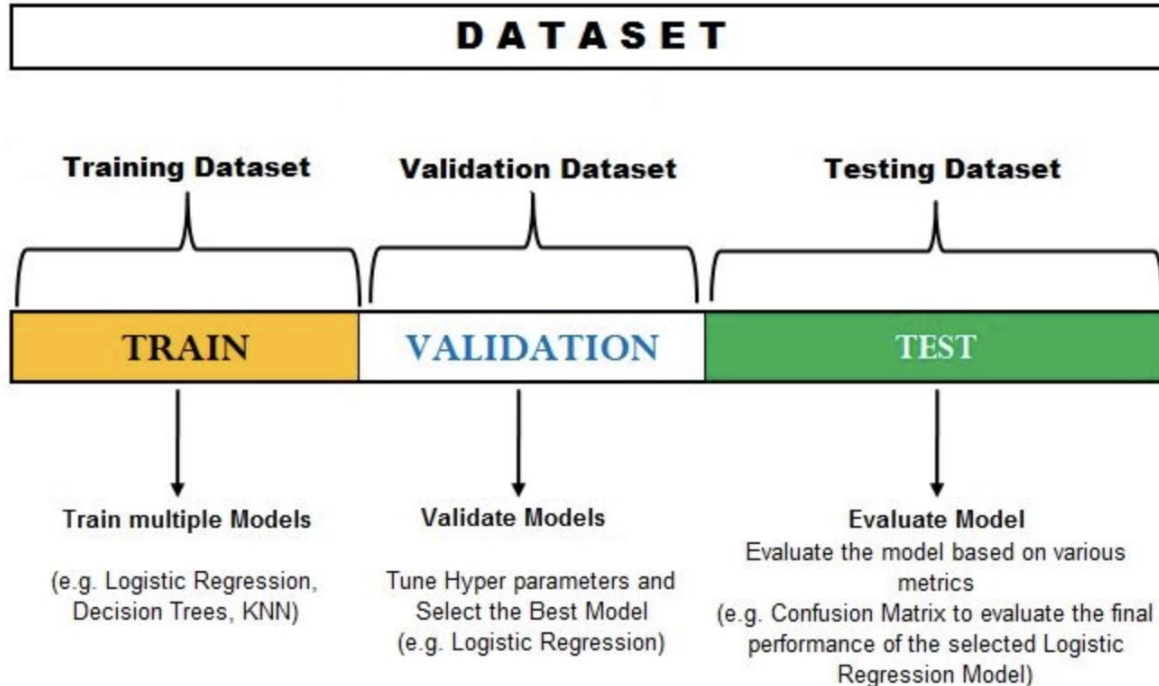 DATASET
Training Dataset
Validation Dataset
Testing Dataset
TRAIN
VALIDATION
TEST
Train multiple Models
(e.g. Logistic Regression,
Decision Trees, KNN)
Validate Models
Tune Hyper parameters and
Select the Best Model
(e.g. Logistic Regression)
Evaluate Model
Evaluate the model based on various
metrics
(e.g. Confusion Matrix to evaluate the final
performance of the selected Logistic
Regression Model)